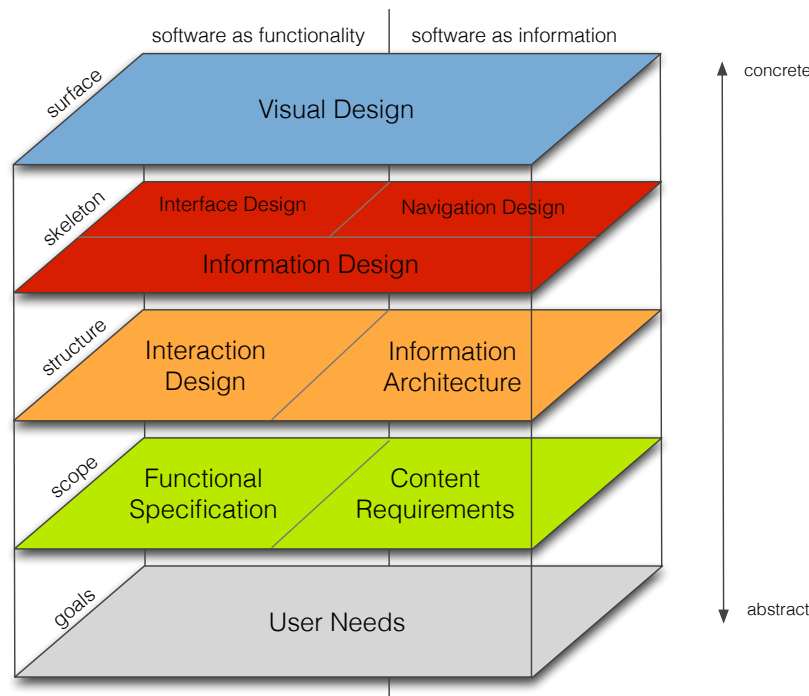 software as functionality
software as information
concrete
surface
Visual Design
skeleton
Interface Design
Navigation Design
Information Design
structure
Interaction
Design
Information
Architecture
scope
Functional
Specification
Content
Requirements
goals
User Needs
abstract